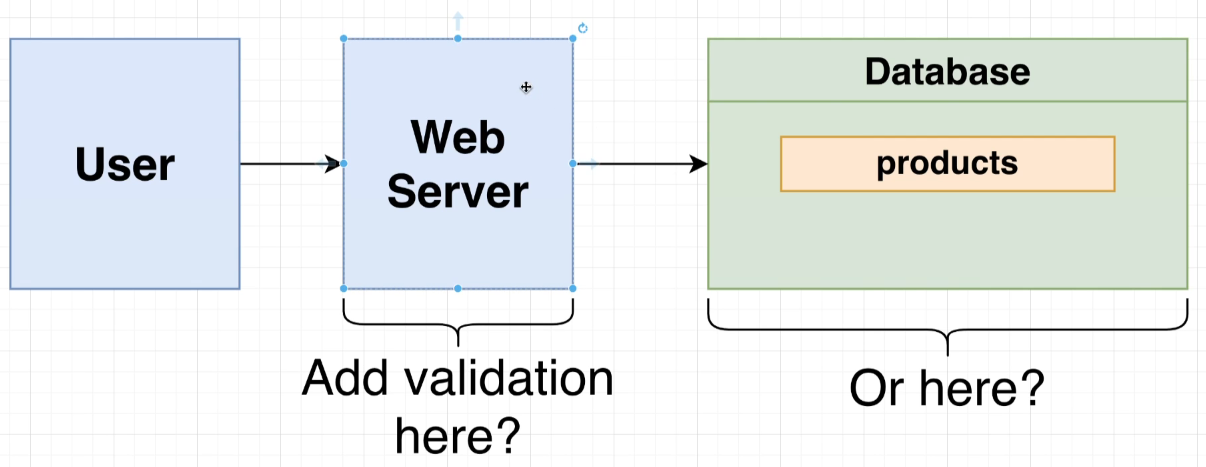 User
Web
Server
Database
products
Add validation
here?
Or here?